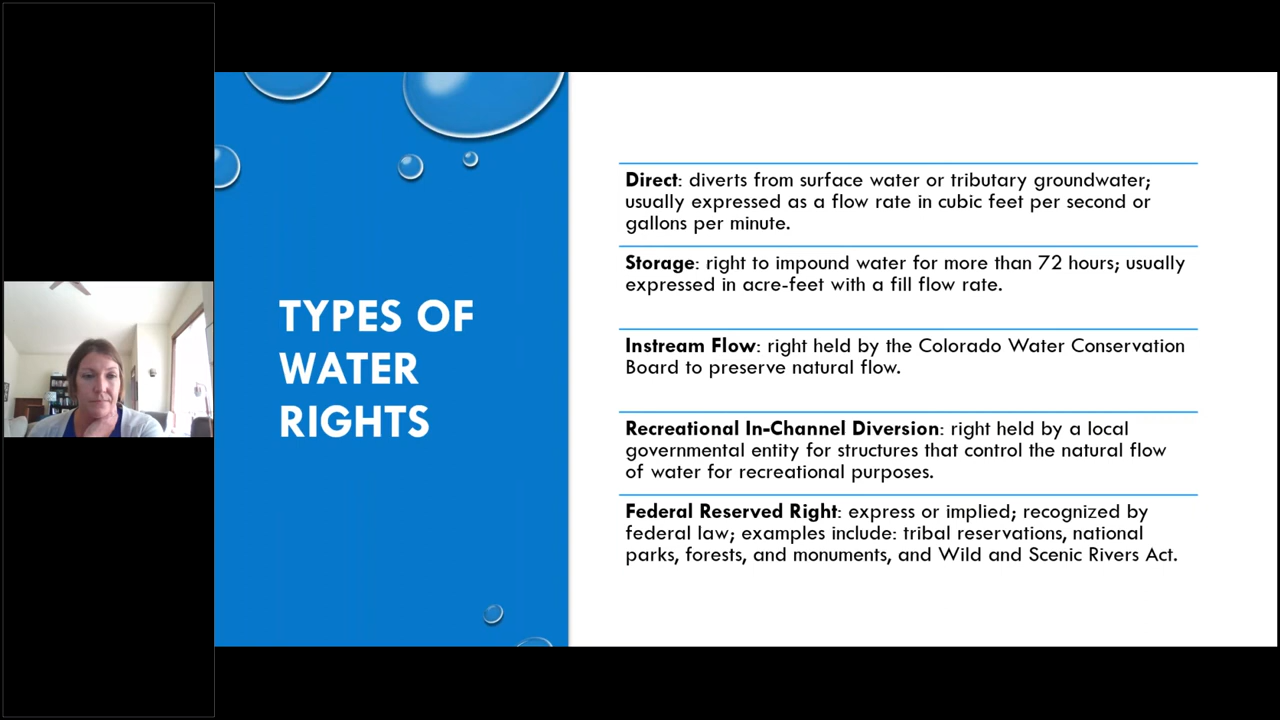 TYPES OF
WATER
RIGHTS
Direct: diverts from surface water or tributary groundwater;
usually expressed as a flow rate in cubic feet per second or
gallons per minute.
Storage: right to impound water for more than 72 hours; usually
expressed in acre-feet with a fill flow rate.
Instream Flow: right held by the Colorado Water Conservation
Board to preserve natural flow.
Recreational In-Channel Diversion: right held by a local
governmental entity for structures that control the natural flow
of water for recreational purposes.
Federal Reserved Right: express or implied; recognized by
federal law; examples include: tribal reservations, national
parks, forests, and monuments, and Wild and Scenic Rivers Act.